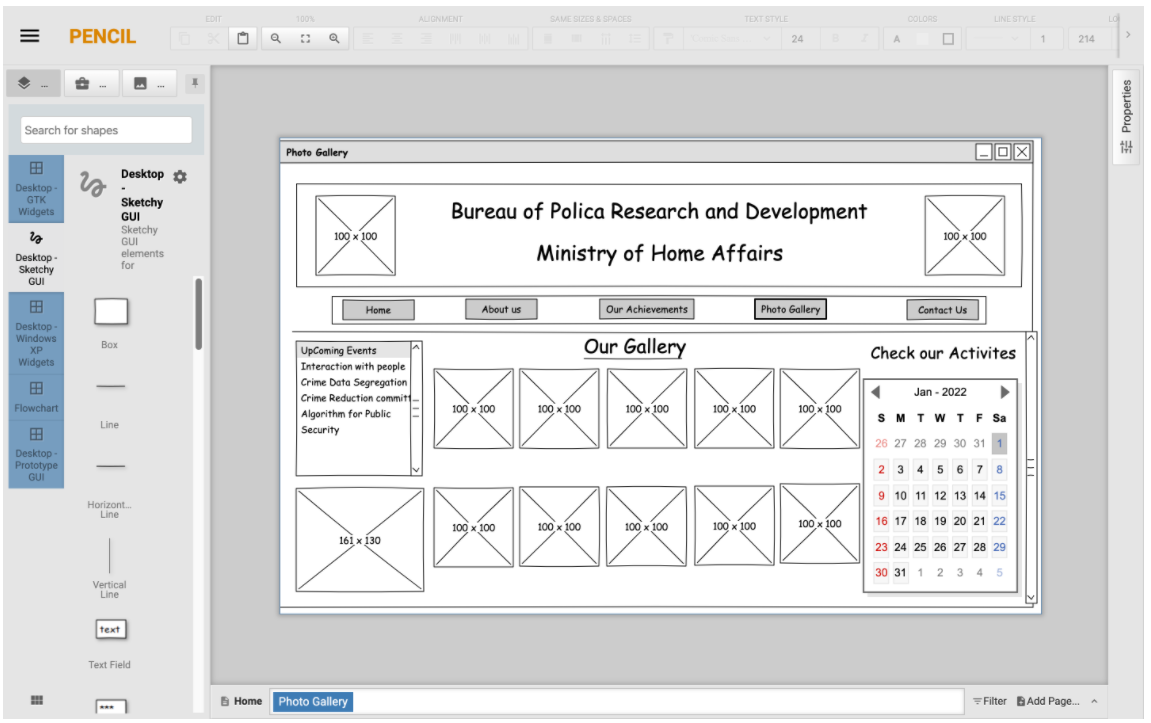 EDIT 100% ALIGNMENT SAME SIZES & SPACES TEXT STYLE COLORS LINE STYLE
PENCIL
24
A
1
214
... ... ...
Search for shapes
Desktop -
GTK
Widgets
Desktop -
Sketchy
GUI
Desktop -
Windows
XP
Widgets
Flowchart
Desktop -
Prototype
GUI
Desktop
-
Sketchy
GUI
Sketchy
GUI
elements
for
Box
Line
Horizont...
Line
Vertical
Line
text
Text Field
***
Photo Gallery
100 x 100
Bureau of Polica Research and Development
Ministry of Home Affairs
100 x 100
Home About us Our Achievements Photo Gallery Contact Us
UpComing Events
Interaction with people
Crime Data Segregation
Crime Reduction committ
Algorithm for Public
Security
Our Gallery
100 x 100 100 x 100 100 x 100 100 x 100 100 x 100
161 x 130
100 x 100 100 x 100 100 x 100 100 x 100 100 x 100
Check our Activites
Jan - 2022
S M T W T F Sa
26 27 28 29 30 31 1
2 3 4 5 6 7 8
9 10 11 12 13 14 15
16 17 18 19 20 21 22
23 24 25 26 27 28 29
30 31 1 2 3 4 5
Properties
Home Photo Gallery Filter Add Page...